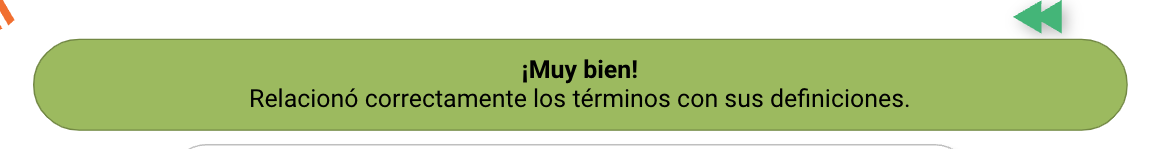 ¡Muy bien!
Relacionó correctamente los términos con sus definiciones.